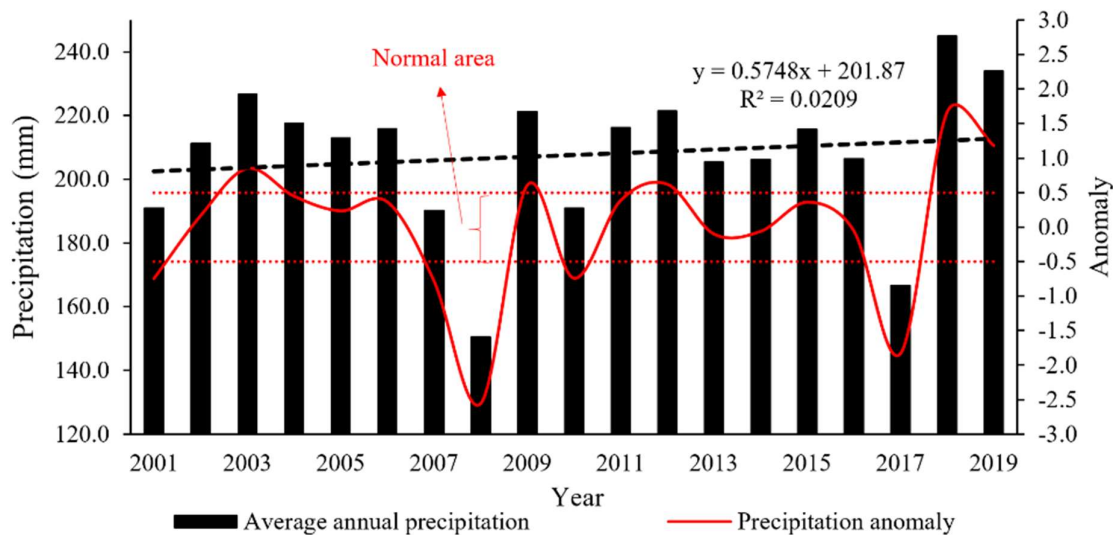 Precipitation (mm)
240.0
220.0
200.0
180.0
160.0
140.0
120.0
Normal area
y = 0.5748x + 201.87
R² = 0.0209
3.0
2.5
2.0
1.5
1.0
0.5
0.0
-0.5
-1.0
-1.5
-2.0
-2.5
-3.0
Anomaly
2001 2003 2005 2007 2009 2011 2013 2015 2017 2019
Year
Average annual precipitation
Precipitation anomaly